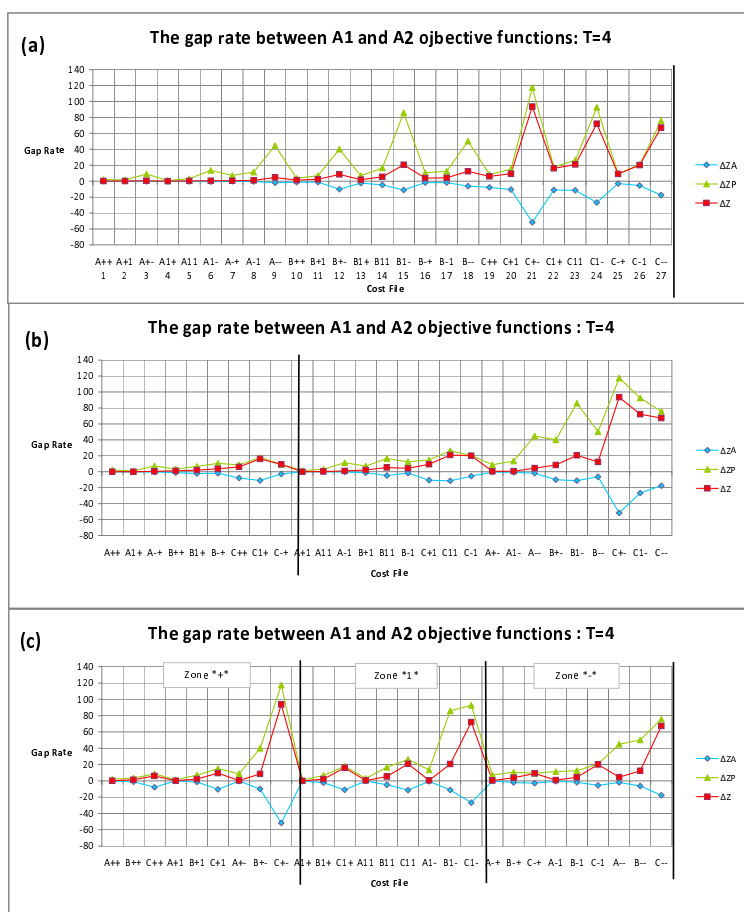 (a)
The gap rate between A1 and A2 ojbective functions: T=4
140
120
100
80
60
40
20
0
-20
-40
-60
-80
Gap Rate
A++ A+1 A+- A1+ A11 A1- A-+ A-1 A-- B++ B+1 B+- B1+ B11 B1- B-+ B-1 B-- C++ C+1 C+- C1+ C11 C1- C-+ C-1 C--
1 2 3 4 5 6 7 8 9 10 11 12 13 14 15 16 17 18 19 20 21 22 23 24 25 26 27
Cost File
ΔZA
ΔZP
ΔZ
(b)
The gap rate between A1 and A2 objective functions : T=4
140
120
100
80
60
40
20
0
-20
-40
-60
-80
Gap Rate
A++ A1+ A-+ B++ B1+ B-+ C++ C1+ C-+ A+1 A11 A-1 B+1 B11 B-1 C+1 C11 C-1 A+- A1- A-- B+- B1- B-- C+- C1- C--
Cost File
ΔZA
ΔZP
ΔZ
(c)
The gap rate between A1 and A2 objective functions : T=4
Zone *+*
Zone *1*
Zone *-*
140
120
100
80
60
40
20
0
-20
-40
-60
-80
Gap Rate
A++ B++ C++ A+1 B+1 C+1 A+- B+- C+- A1+ B1+ C1+ A11 B11 C11 A1- B1- C1- A-+ B-+ C-+ A-1 B-1 C-1 A-- B-- C--
Cost File
ΔZA
ΔZP
ΔZ